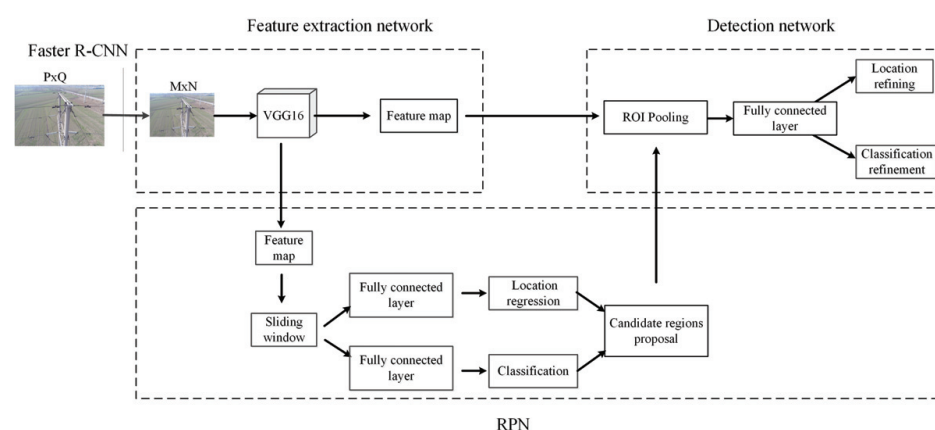 Feature extraction network
Detection network
Faster R-CNN
PxQ
MxN
VGG16
Feature map
ROI Pooling
Fully connected
layer
Location
refining
Classification
refinement
Feature
map
Sliding
window
Fully connected
layer
Location
regression
Fully connected
layer
Classification
Candidate regions
proposal
RPN